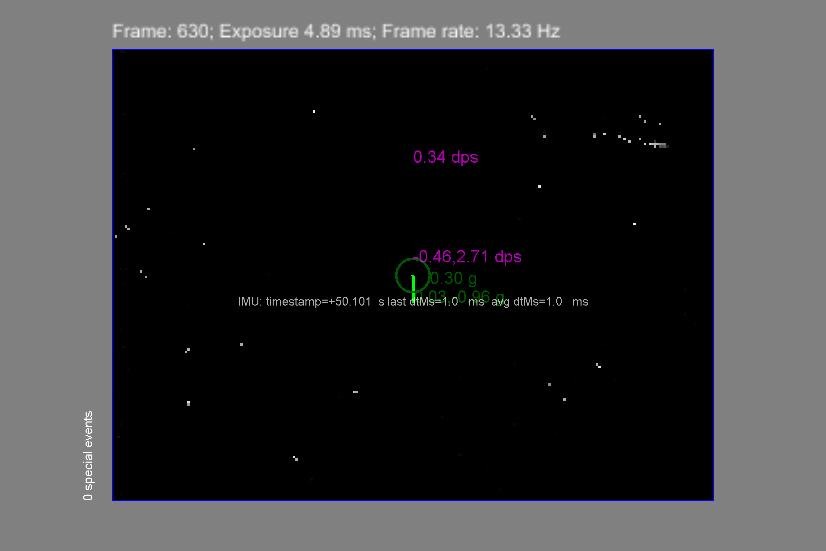 Frame: 630; Exposure 4.89 ms; Frame rate: 13.33 Hz
0.34 dps
-0.46,2.71 dps
0.30 g
IMU: timestamp=+50.101 s last dtMs=1.0 ms avg dtMs=1.0 ms
0 special events